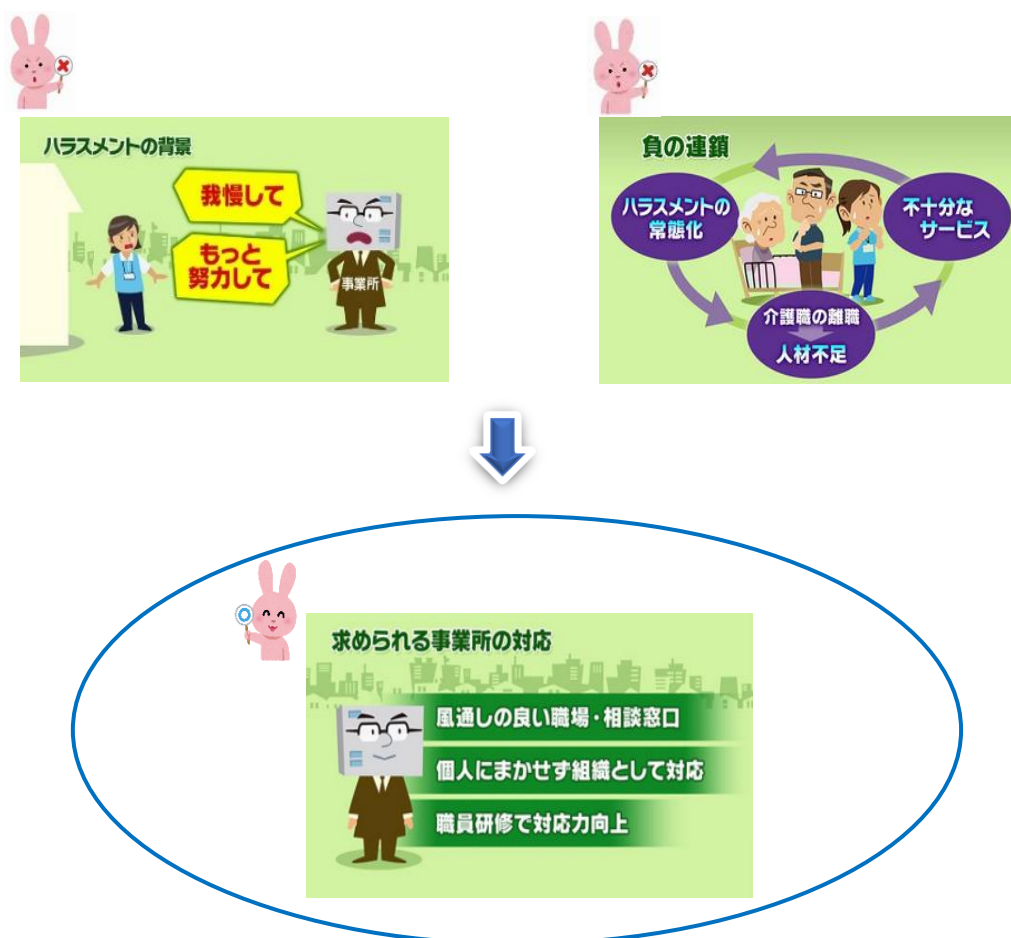 ハラスメントの背景
我慢して
もっと
努力して
事業所
負の連鎖
ハラスメントの
常態化
不十分な
サービス
介護職の離職
人材不足
求められる事業所の対応
風通しの良い職場・相談窓口
個人にまかせず組織として対応
職員研修で対応力向上